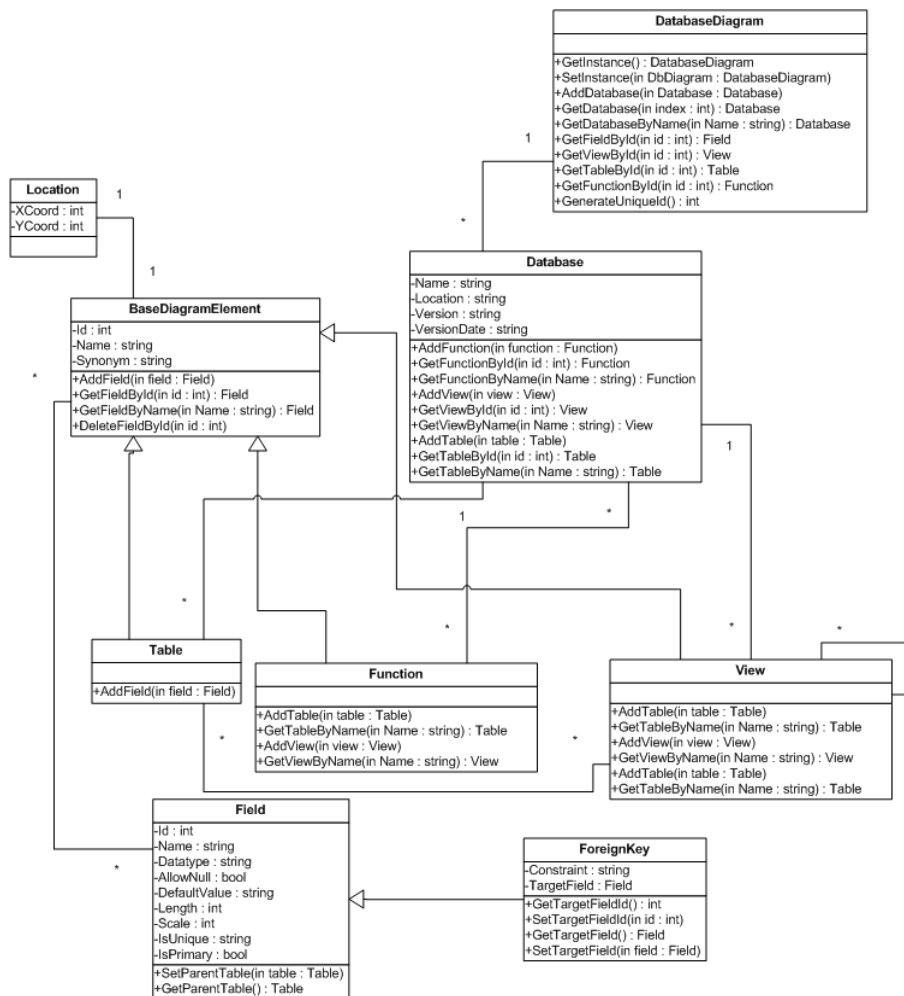 DatabaseDiagram
+GetInstance() : DatabaseDiagram
+SetInstance(in DbDiagram : DatabaseDiagram)
+AddDatabase(in Database : Database)
+GetDatabase(in index : int) : Database
+GetDatabaseByName(in Name : string) : Database
+GetFieldById(in id : int) : Field
+GetViewById(in id : int) : View
+GetTableById(in id : int) : Table
+GetFunctionById(in id : int) : Function
+GenerateUniqueId() : int
1
*
Location
-XCoord : int
-YCoord : int
1
1
Database
-Name : string
-Location : string
-Version : string
-VersionDate : string
+AddFunction(in function : Function)
+GetFunctionById(in id : int) : Function
+GetFunctionByName(in Name : string) : Function
+AddView(in view : View)
+GetViewById(in id : int) : View
+GetViewByName(in Name : string) : View
+AddTable(in table : Table)
+GetTableById(in id : int) : Table
+GetTableByName(in Name : string) : Table
BaseDiagramElement
-Id : int
-Name : string
-Synonym : string
+AddField(in field : Field)
+GetFieldById(in id : int) : Field
+GetFieldByName(in Name : string) : Field
+DeleteFieldById(in id : int)
*
1
1
*
*
*
*
*
Table
+AddField(in field : Field)
Function
+AddTable(in table : Table)
+GetTableByName(in Name : string) : Table
+AddView(in view : View)
+GetViewByName(in Name : string) : View
View
+AddTable(in table : Table)
+GetTableByName(in Name : string) : Table
+AddView(in view : View)
+GetViewByName(in Name : string) : View
+AddTable(in table : Table)
+GetTableByName(in Name : string) : Table
*
*
Field
-Id : int
-Name : string
-Datatype : string
-AllowNull : bool
-DefaultValue : string
-Length : int
-Scale : int
-IsUnique : string
-IsPrimary : bool
+SetParentTable(in table : Table)
+GetParentTable() : Table
*
ForeignKey
-Constraint : string
-TargetField : Field
+GetTargetFieldId() : int
+SetTargetFieldId(in id : int)
+GetTargetField() : Field
+SetTargetField(in field : Field)